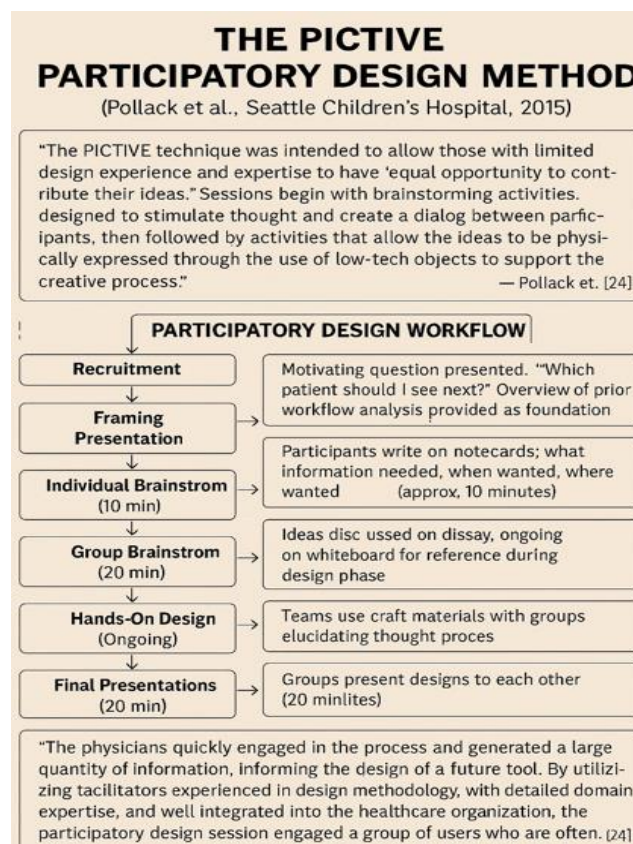 THE PICTIVE
PARTICIPATORY DESIGN METHOD
(Pollack et al., Seattle Children’s Hospital, 2015)
“The PICTIVE technique was intended to allow those with limited
design experience and expertise to have ‘equal opportunity to cont-
ribute their ideas.” Sessions begin with brainstorming activities.
designed to stimulate thought and create a dialog between parfic-
ipants, then followed by activities that allow the ideas to be physi-
cally expressed through the use of low-tech objects to support the
creative process.”
— Pollack et. [24]
PARTICIPATORY DESIGN WORKFLOW
Recruitment
Framing
Presentation
Motivating question presented. ‘“Which
patient should I see next?” Overview of prior
workflow analysis provided as foundation
Individual Brainstrom
(10 min)
Participants write on notecards; what
information needed, when wanted, where
wanted (approx, 10 minutes)
Group Brainstrom
(20 min)
Ideas disc ussed on dissay, ongoing
on whiteboard for reference during
design phase
Hands-On Design
(Ongoing)
Teams use craft materials with groups
elucidating thought proces
Final Presentations
(20 min)
Groups present designs to each other
(20 minlites)
“The physicians quickly engaged in the process and generated a large
quantity of information, informing the design of a future tool. By utilizi-
zing tacilitators experienced in design methodology, with detailed domain
expertise, and well integrated into the healthcare organization, the
participatory design session engaged a group of users who are often. [24]